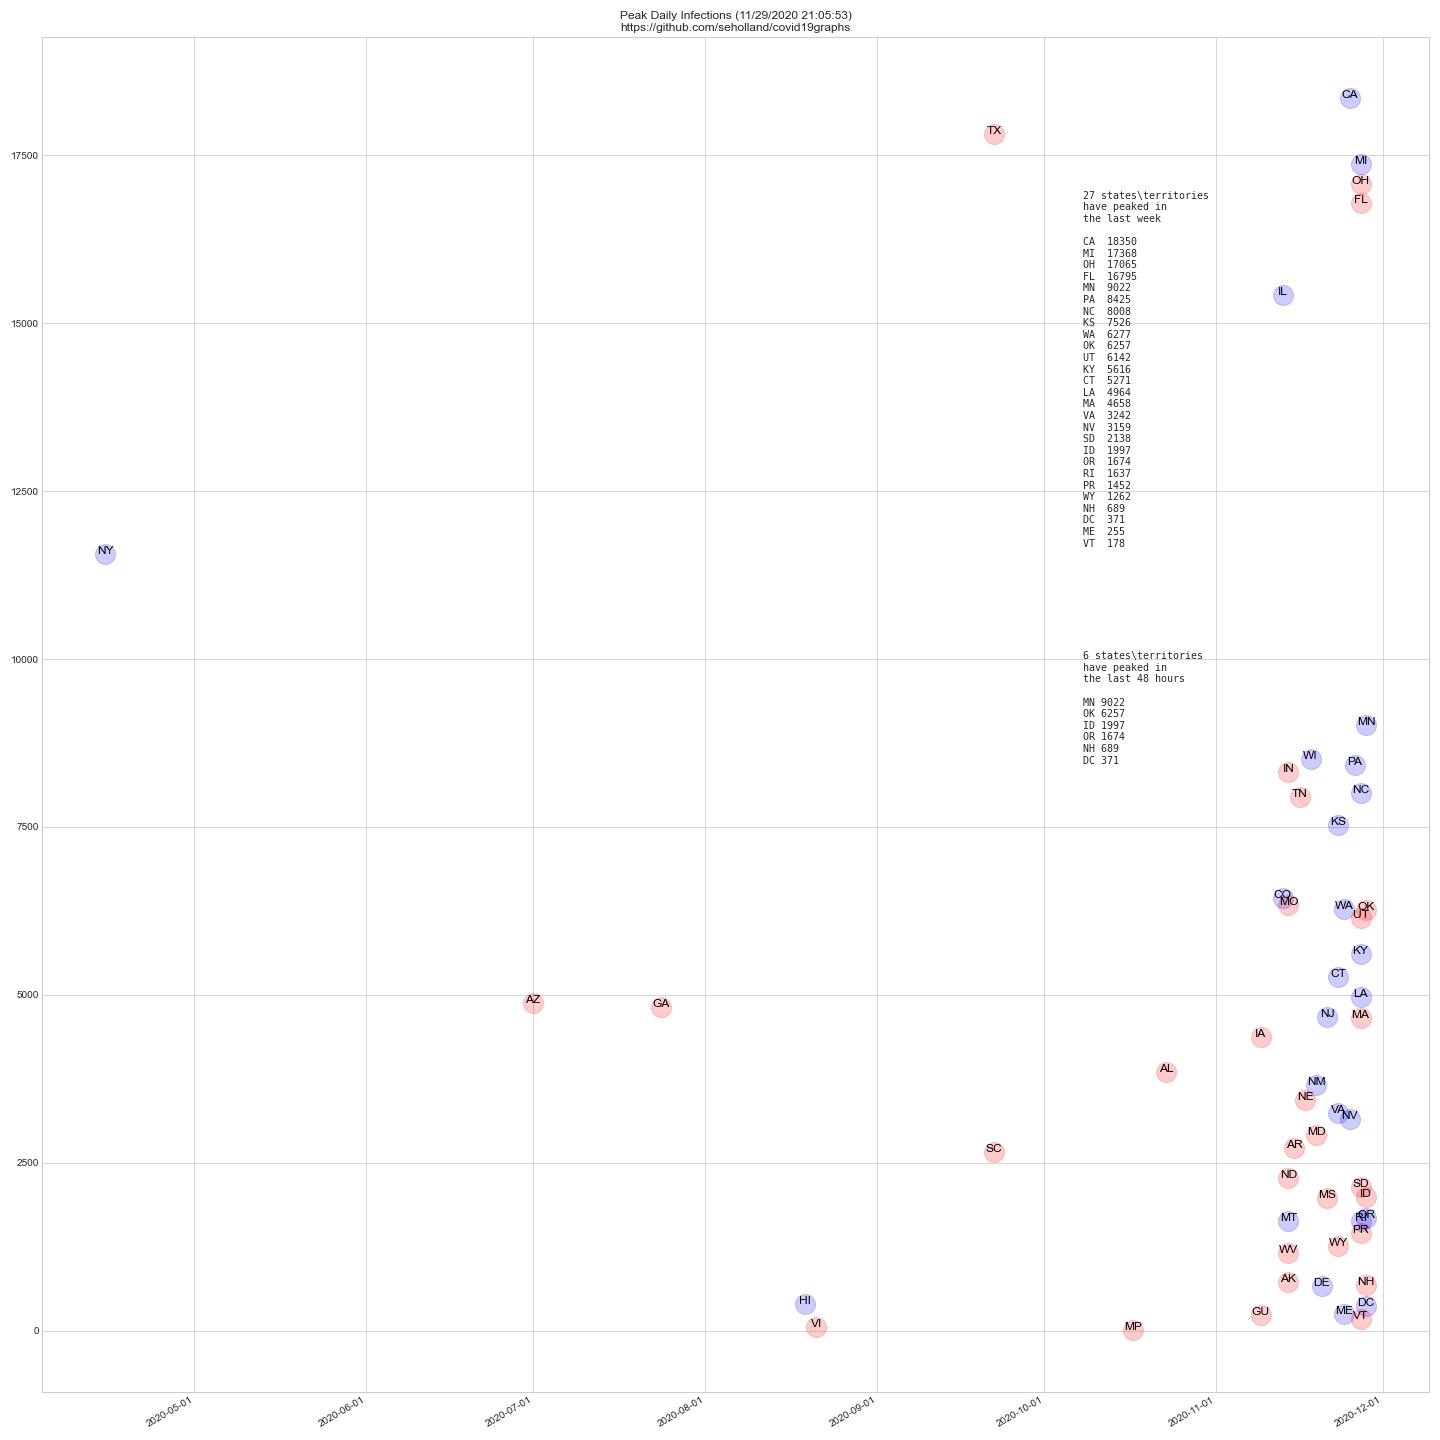 Peak Daily Infections (11/29/2020 21:05:53)
https://github.com/seholland/covid19graphs
CA
TX
17500
MI
OH
FL
27 states\territories
have peaked in
the last week
CA 18350
MI 17368
OH 17065
FL 16795
MN 9022
PA 8425
NC 8008
KS 7526
WA 6277
OK 6257
UT 6142
KY 5616
CT 5271
LA 4964
MA 4658
VA 3242
NV 3159
SD 2138
ID 1997
OR 1674
RI 1637
PR 1452
WY 1262
NH 689
DC 371
ME 255
VT 178
IL
15000
12500
NY
10000
6 states\territories
have peaked in
the last 48 hours
MN 9022
OK 6257
ID 1997
OR 1674
NH 689
DC 371
MN
WI
PA
IN
TN
NC
7500
KS
CO
MO
WA
OK
UT
KY
CT
5000
AZ
GA
LA
NJ
MA
IA
AL
NM
NE
VA
NV
MD
AR
SC
2500
ND
SD
MS
ID
MT
RI
OR
PR
WY
WV
AK
DE
NH
HI
DC
GU
ME
VT
VI
MP
0
2020-05-01
2020-06-01
2020-07-01
2020-08-01
2020-09-01
2020-10-01
2020-11-01
2020-12-01